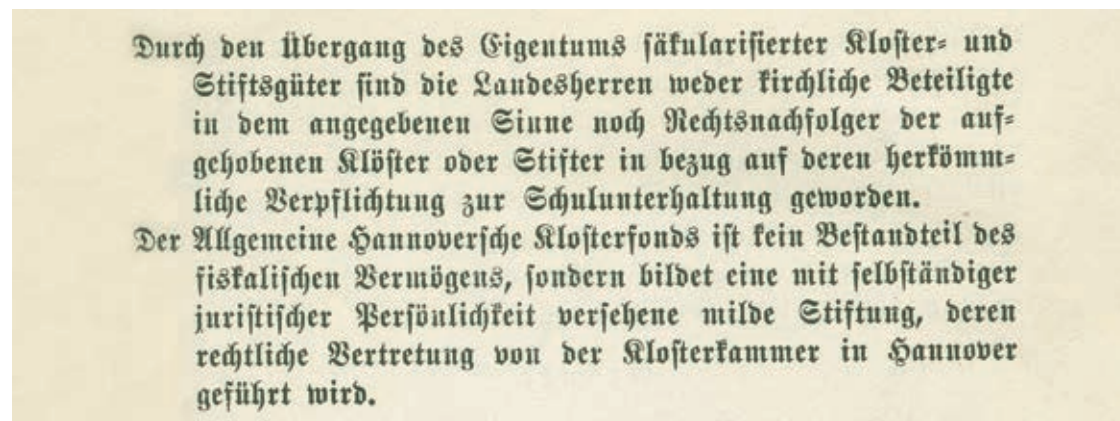 Durch den Übergang des Eigentums säkularisierter Kloster- und
Stiftsgüter sind die Landesherren weder kirchliche Beteiligte
in dem angegebenen Sinne noch Rechtsnachfolger der auf-
gehobenen Klöster oder Stifter in bezug auf deren herkömm-
liche Verpflichtung zur Schulunterhaltung geworden.
Der Allgemeine Hannoversche Klosterfonds ist kein Bestandteil des
fiskalischen Vermögens, sondern bildet eine mit selbständiger
juristischer Persönlichkeit versehene milde Stiftung, deren
rechtliche Vertretung von der Klosterkammer in Hannover
geführt wird.